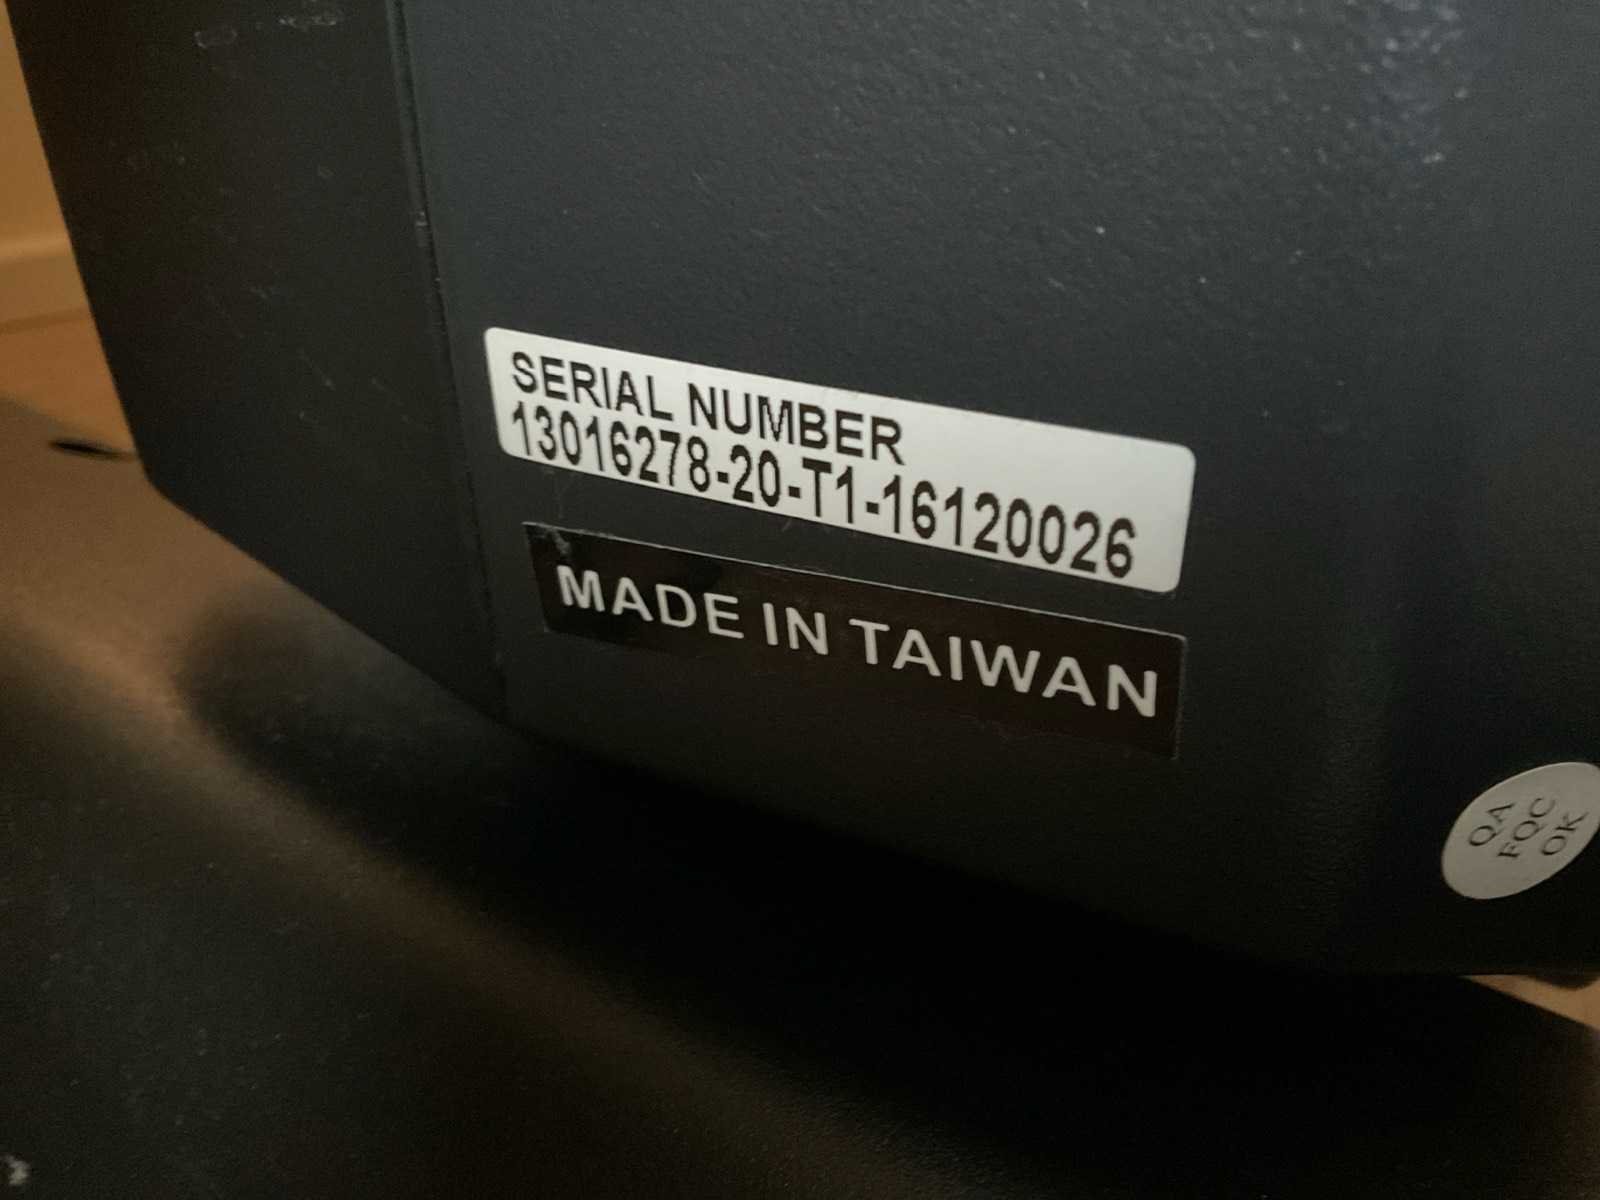 SERIAL NUMBER
13016278-20-T1-16120026
MADE IN TAIWAN
QA
FQC
OK